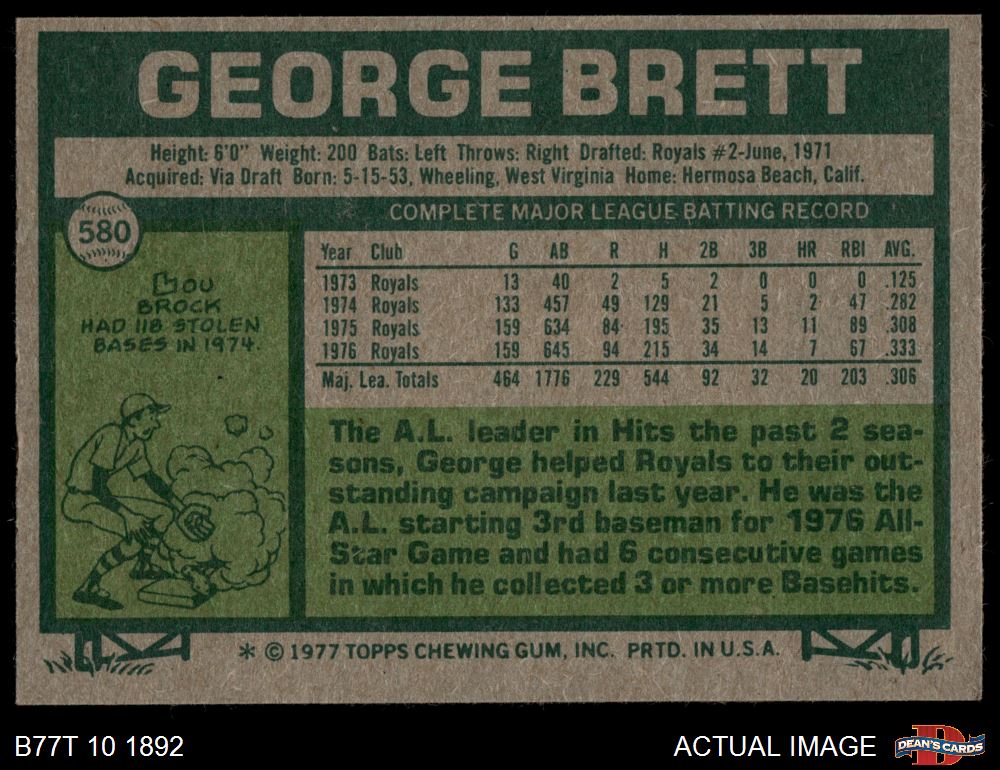 GEORGE BRETT
Height: 6'0" Weight: 200 Bats: Left Throws: Right Drafted: Royals #2-June, 1971
Acquired: Via Draft Born: 5-15-53, Wheeling, West Virginia Home: Hermosa Beach, Calif.
580
COMPLETE MAJOR LEAGUE BATTING RECORD
LOU
BROCK
HAD 118 STOLEN
BASES IN 1974.
Year Club G AB R H 2B 3B HR RBI AVG.
1973 Royals 13 40 2 5 2 0 0 0 .125
1974 Royals 133 457 49 129 21 5 2 47 .282
1975 Royals 159 634 84 195 35 13 11 89 .308
1976 Royals 159 645 94 215 34 14 7 67 .333
Maj. Lea. Totals 464 1776 229 544 92 32 20 203 .306
The A.L. leader in Hits the past 2 sea-
sons, George helped Royals to their out-
standing campaign last year. He was the
A.L. starting 3rd baseman for 1976 All-
Star Game and had 6 consecutive games
in which he collected 3 or more Basehits.
* © 1977 TOPPS CHEWING GUM, INC. PRTD. IN U.S.A.
B77T 10 1892
ACTUAL IMAGE
D
DEAN'S CARDS